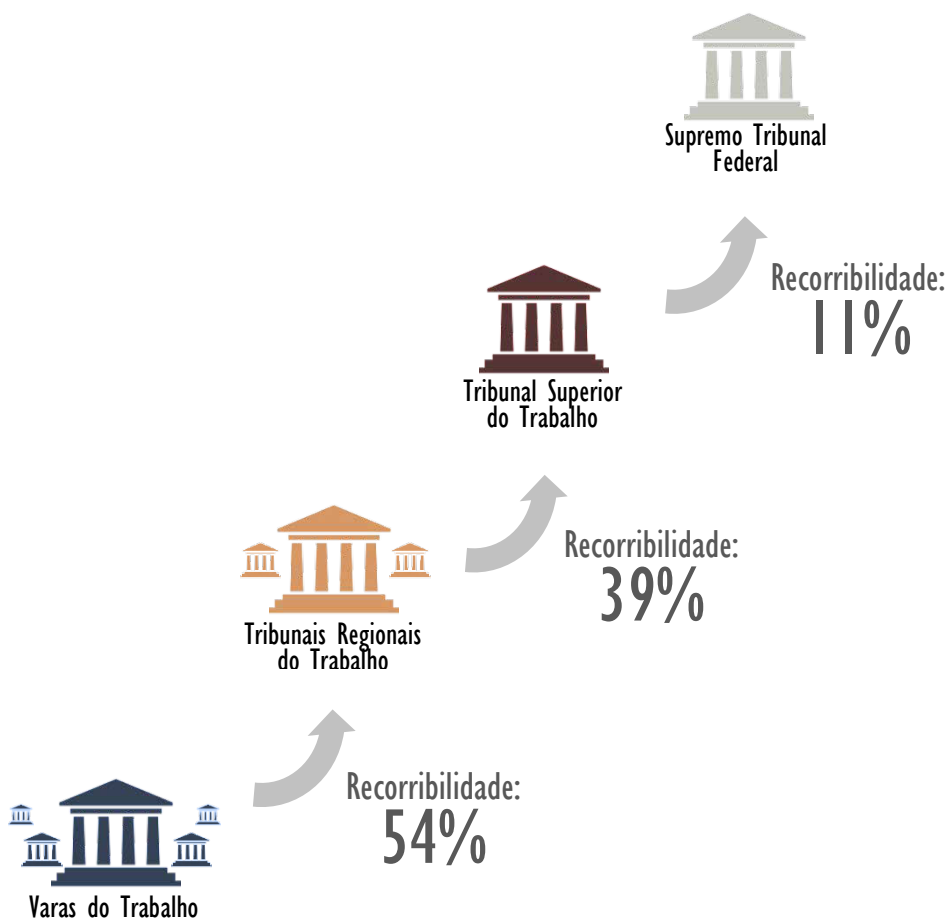 Supremo Tribunal
Federal
Recorribilidade:
11%
Tribunal Superior
do Trabalho
Recorribilidade:
39%
Tribunais Regionais
do Trabalho
Recorribilidade:
54%
Varas do Trabalho